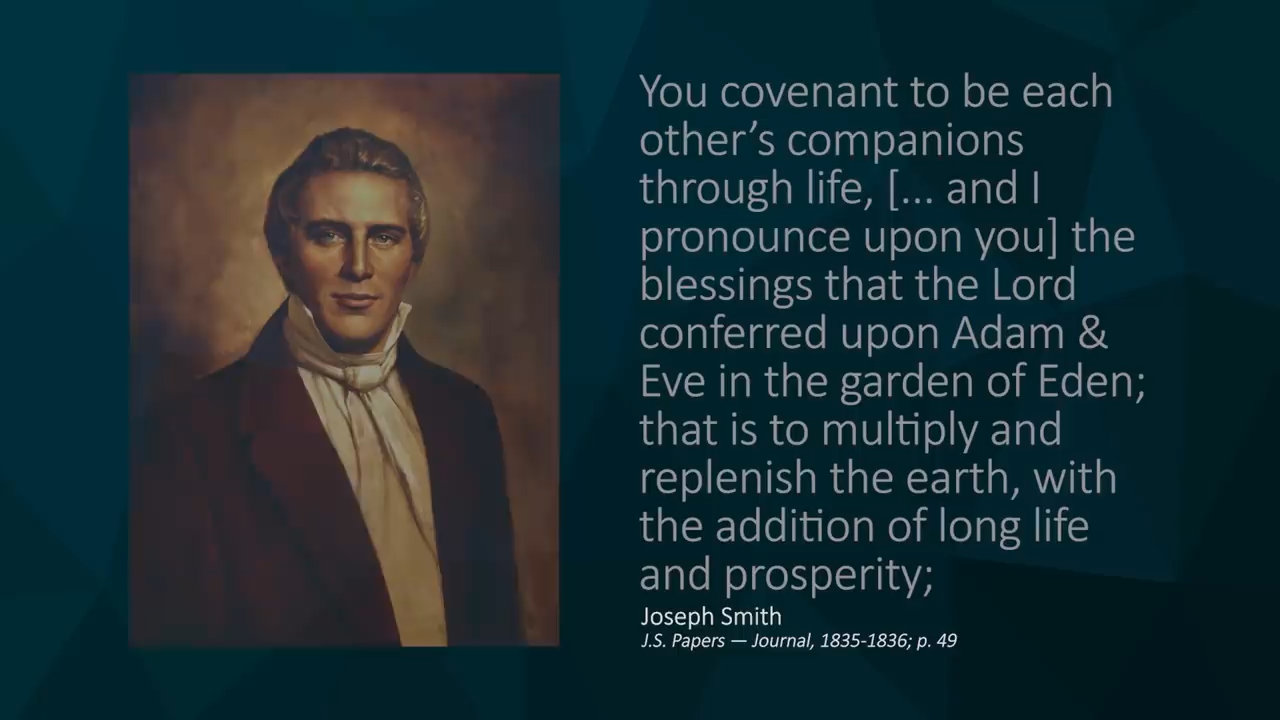 You covenant to be each
other’s companions
through life, [... and I
pronounce upon you] the
blessings that the Lord
conferred upon Adam &
Eve in the garden of Eden;
that is to multiply and
replenish the earth, with
the addition of long life
and prosperity;
Joseph Smith
J.S. Papers — Journal, 1835-1836; p. 49